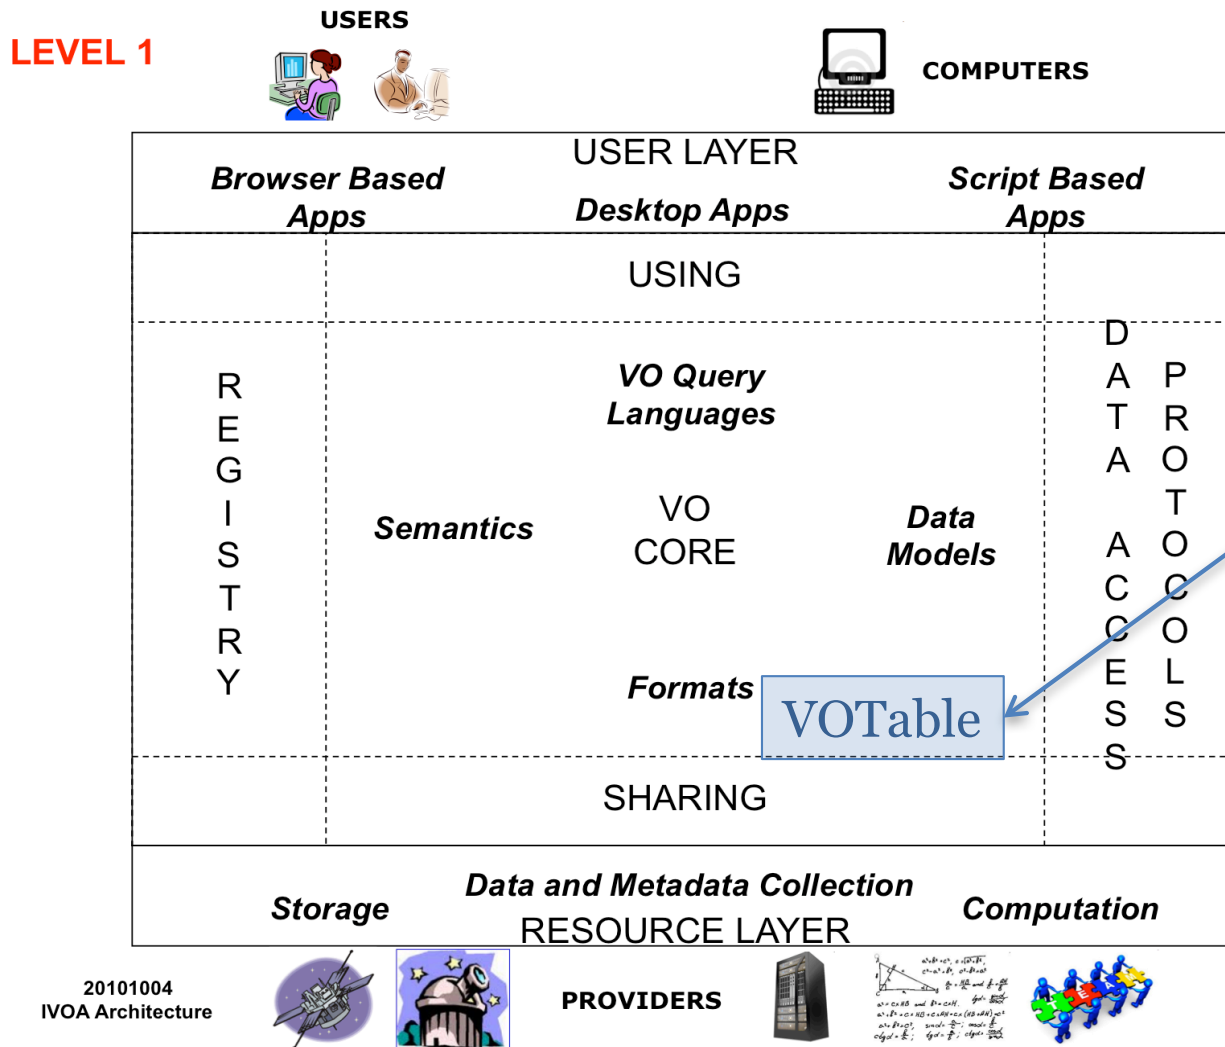 LEVEL 1
USERS
COMPUTERS
USER LAYER
Browser Based
Apps
Desktop Apps
Script Based
Apps
USING
REGISTRY
VO Query
Languages
Semantics
VO
CORE
Data
Models
Formats
VOTable
DATA ACCESS
PROTOCOLS
SHARING
Storage
Data and Metadata Collection
RESOURCE LAYER
Computation
20101004
IVOA Architecture
PROVIDERS